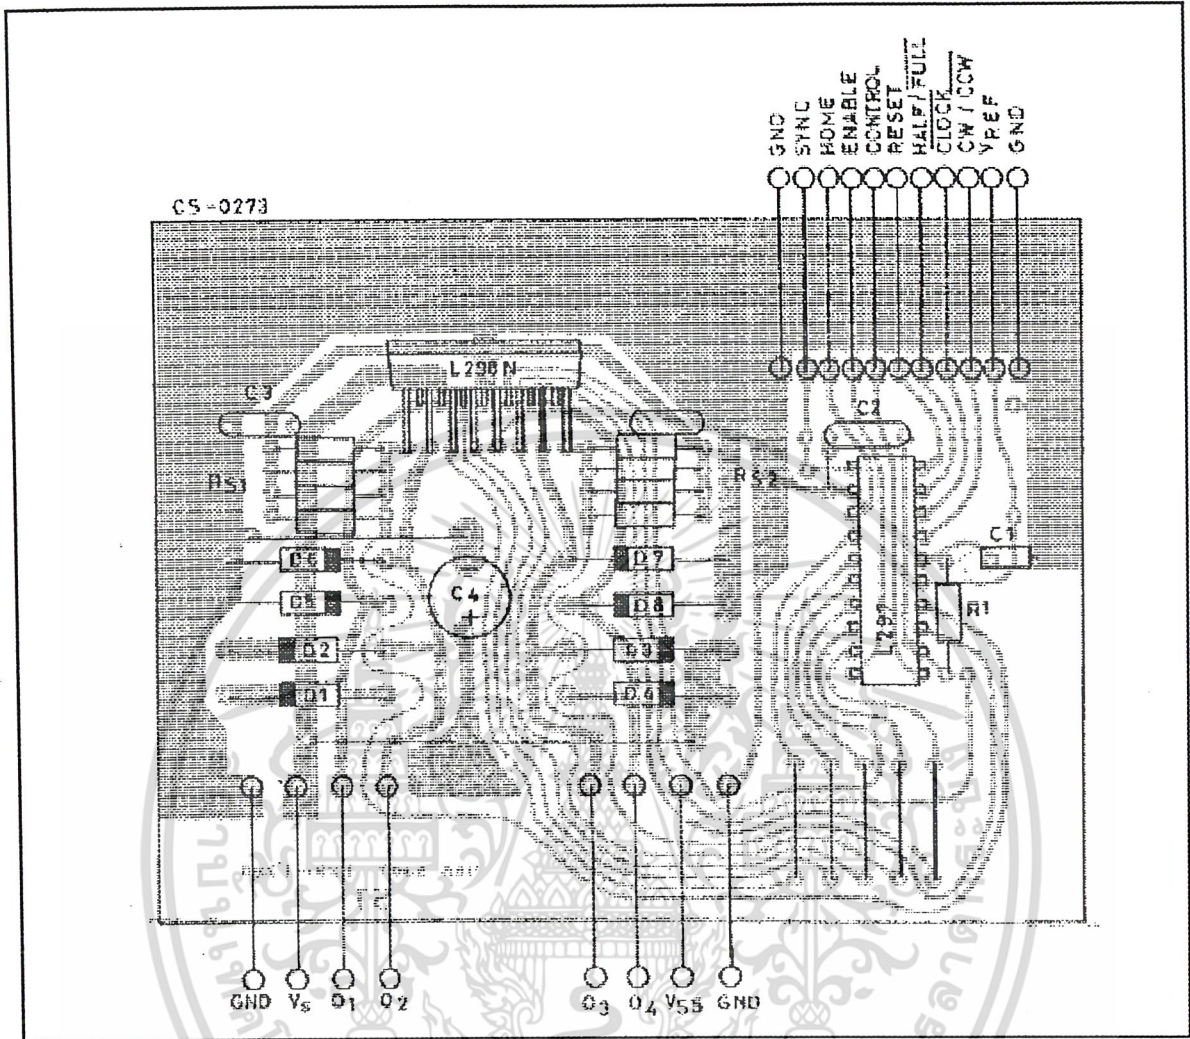 GND
SYNC
HOME
ENABLE
CONTROL
RESET
HALF/FULL
CLOCK
CW/CCW
VREF
GND
CS-0273
L298N
C3
C2
RS1
RS2
C1
D6
D7
D5
C4
D8
+
R1
L297
D2
D3
D1
D4
GND Vs O1 O2 O3 O4 VSS GND